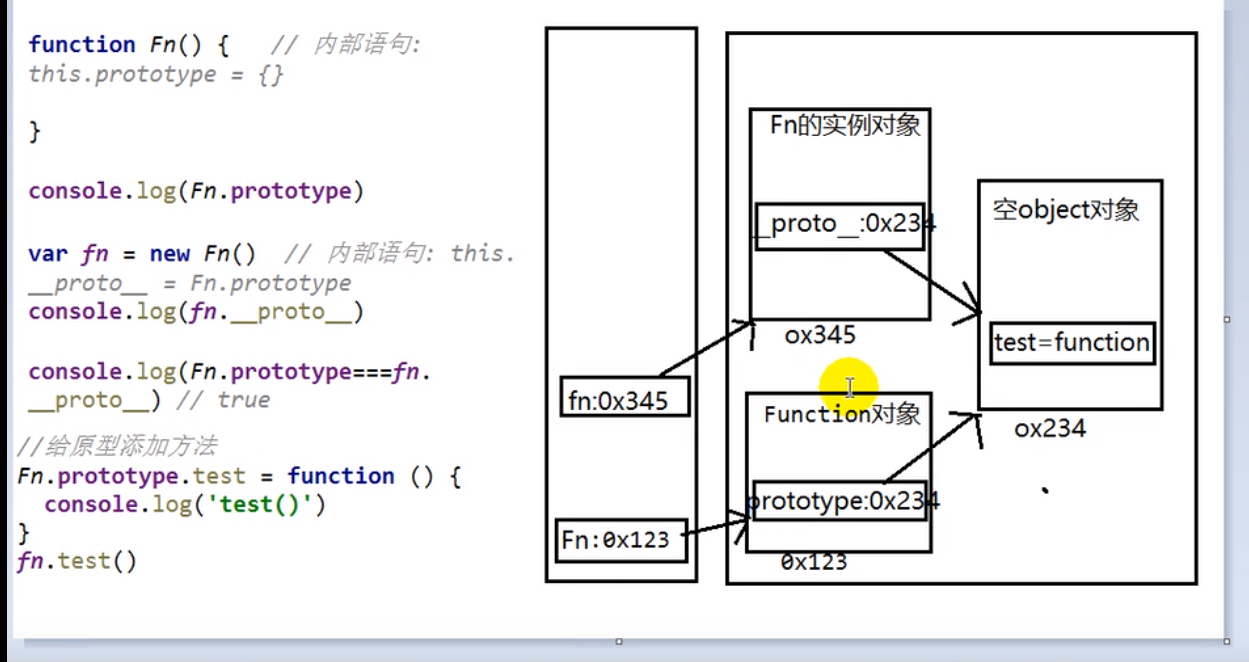 function Fn() {   // 内部语句:
this.prototype = {}
}
console.log(Fn.prototype)
var fn = new Fn()  // 内部语句: this.
__proto__ = Fn.prototype
console.log(fn.__proto__)
console.log(Fn.prototype===fn.
__proto__) // true
//给原型添加方法
Fn.prototype.test = function () {
  console.log('test()')
}
fn.test()
fn:0x345
Fn:0x123
Fn的实例对象
__proto__:0x234
ox345
Function对象
prototype:0x234
0x123
空object对象
test=function
ox234